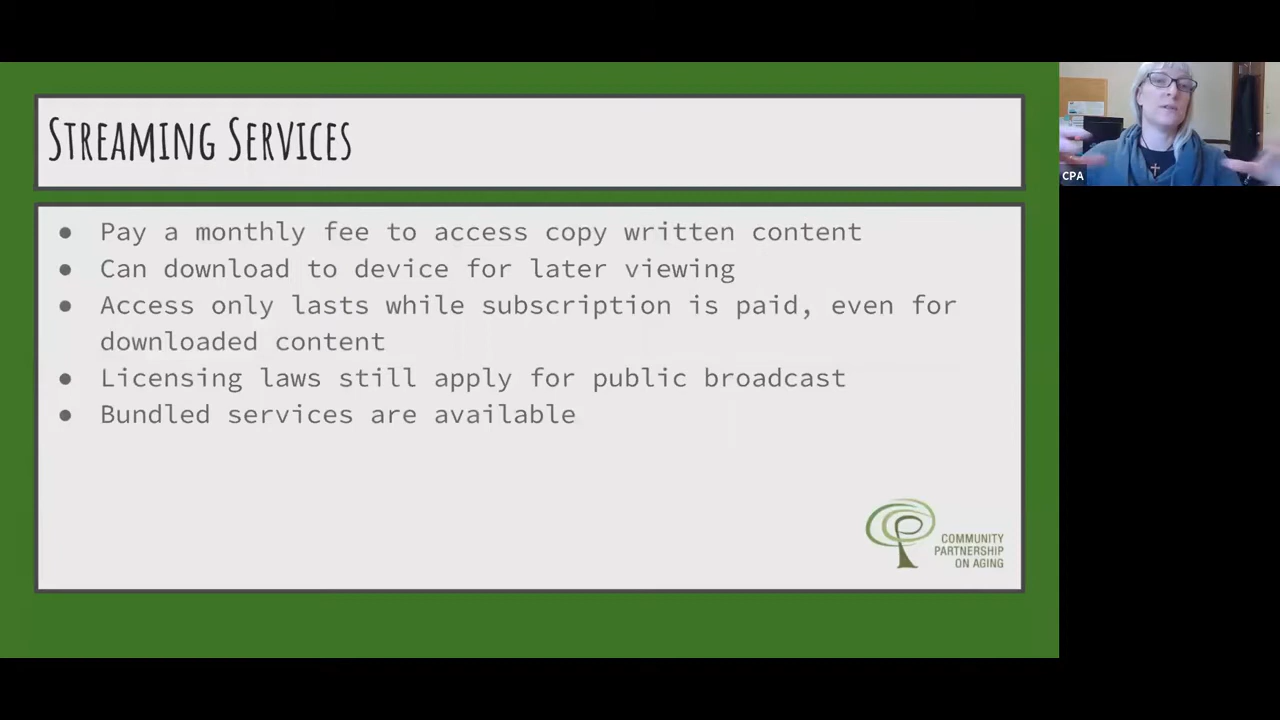 STREAMING SERVICES
CPA
● Pay a monthly fee to access copy written content
● Can download to device for later viewing
● Access only lasts while subscription is paid, even for
downloaded content
● Licensing laws still apply for public broadcast
● Bundled services are available
COMMUNITY
PARTNERSHIP
ON AGING